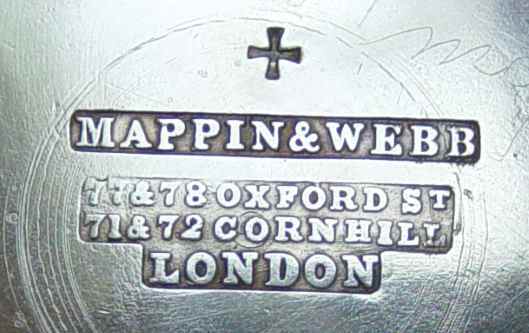 MAPPIN & WEBB
77 & 78 OXFORD ST
71 & 72 CORNHILL
LONDON